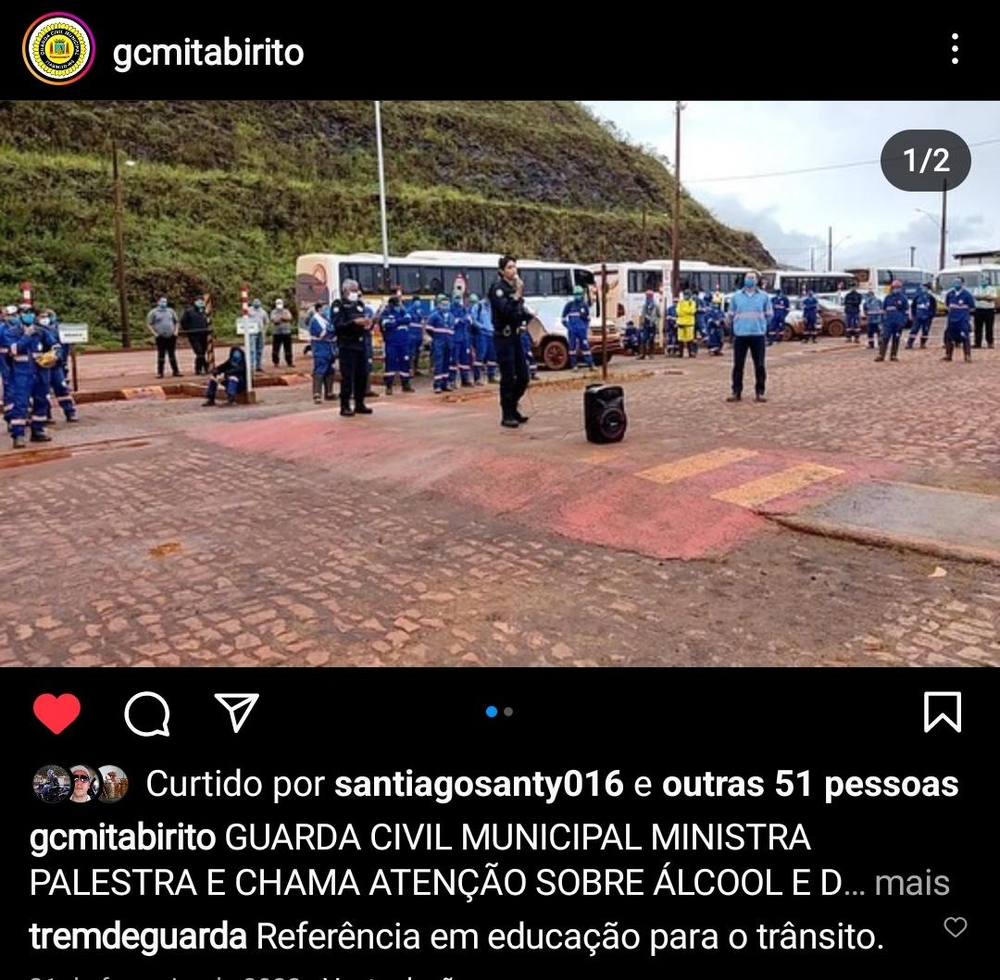 gcmitabirito
1/2
Curtido por santiagosanty016 e outras 51 pessoas
gcmitabirito GUARDA CIVIL MUNICIPAL MINISTRA
PALESTRA E CHAMA ATENÇÃO SOBRE ÁLCOOL E D... mais
tremdeguarda Referência em educação para o trânsito.